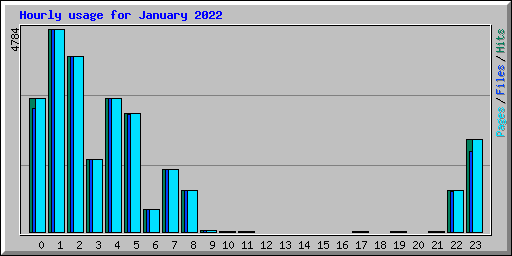 Hourly usage for January 2022
4784
Pages/Files/Hits
0 1 2 3 4 5 6 7 8 9 10 11 12 13 14 15 16 17 18 19 20 21 22 23